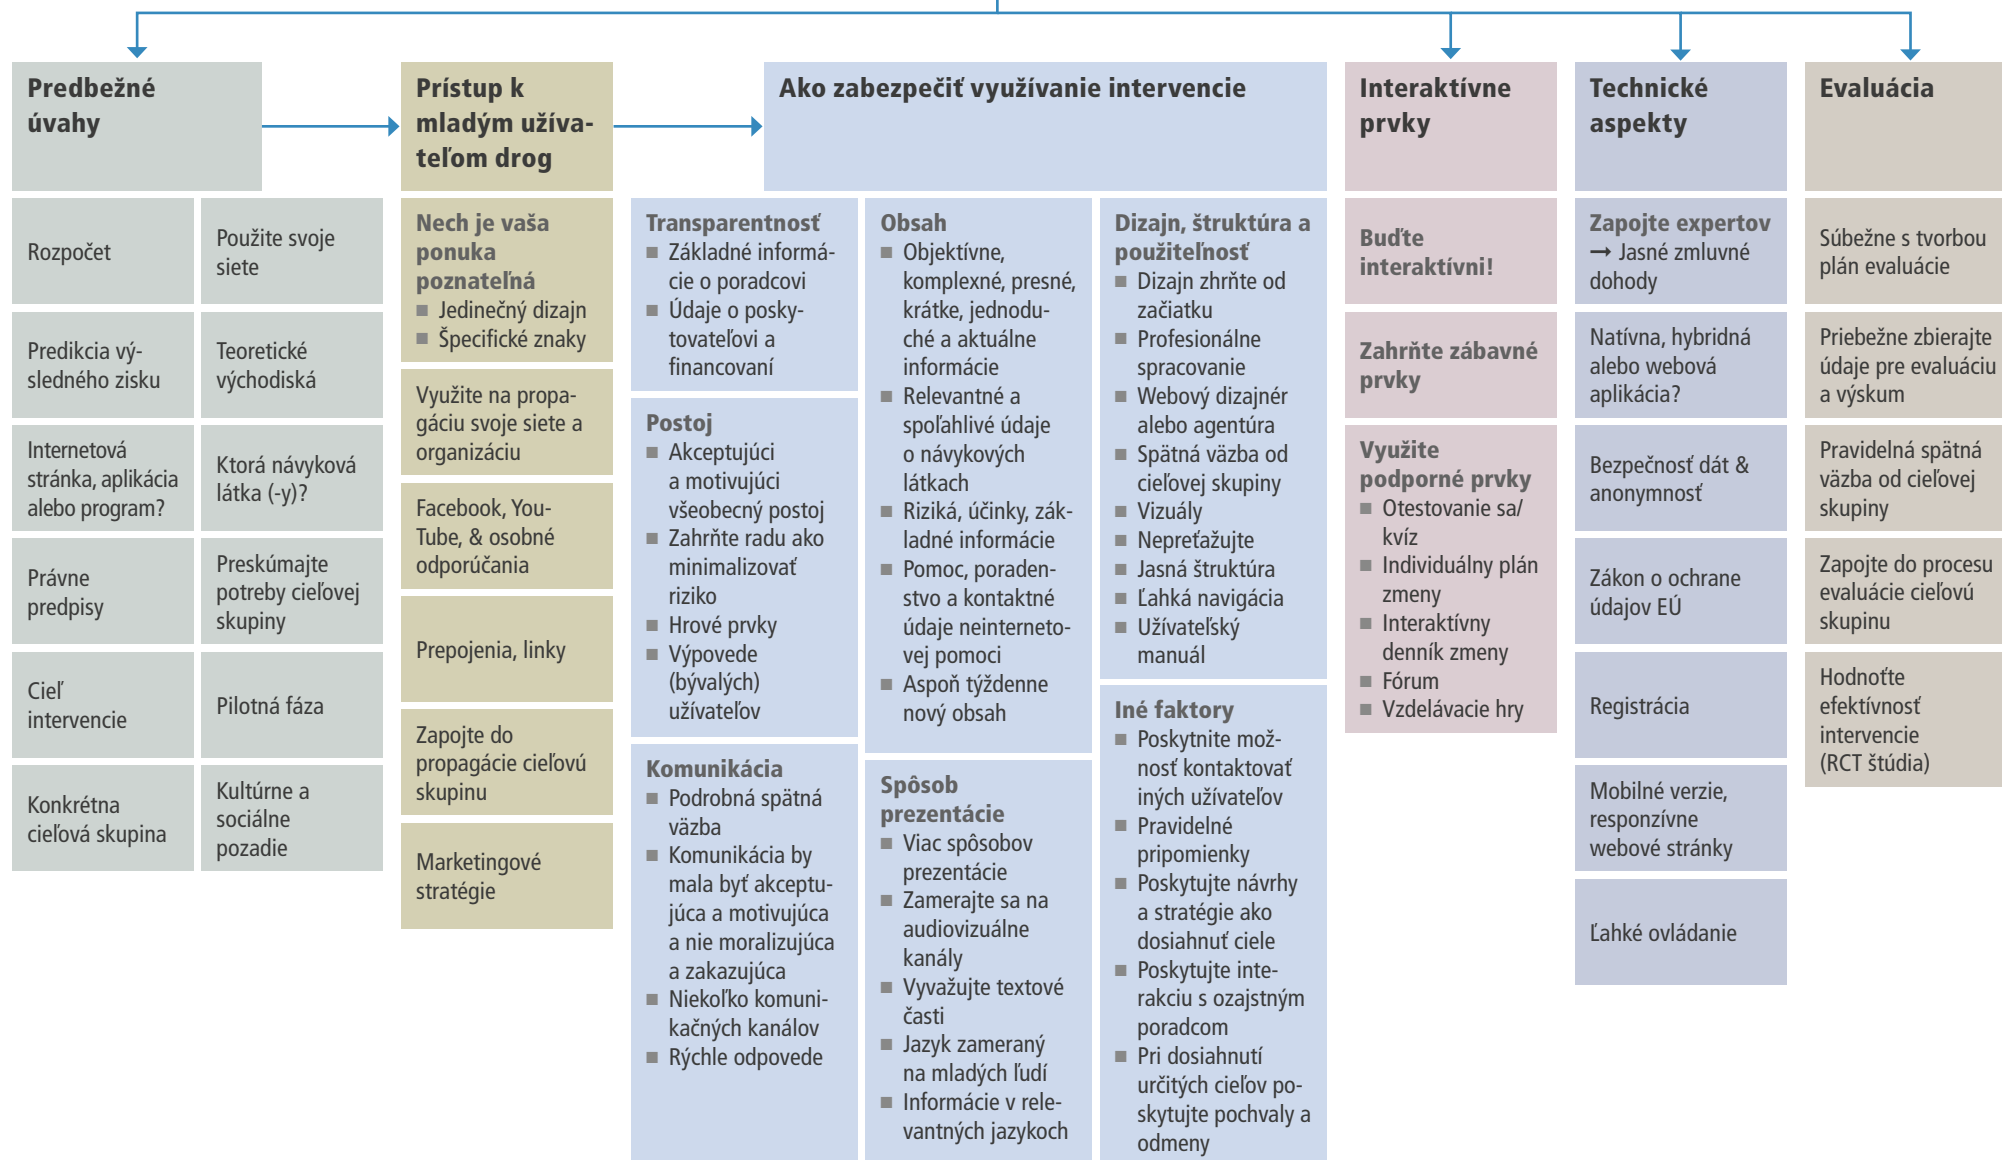 Predbežné
úvahy
Rozpočet
Použite svoje
siete
Predikcia vý-
sledného zisku
Teoretické
východiská
Internetová
stránka, aplikácia
alebo program?
Ktorá návyková
látka (-y)?
Právne
predpisy
Preskúmajte
potreby cieľovej
skupiny
Cieľ
intervencie
Pilotná fáza
Konkrétna
cieľová skupina
Kultúrne a
sociálne
pozadie
Prístup k
mladým užíva-
teľom drog
Nech je vaša
ponuka
poznateľná
■ Jedinečný dizajn
■ Špecifické znaky
Využite na propa-
gáciu svoje siete a
organizáciu
Facebook, You-
Tube, & osobné
odporúčania
Prepojenia, linky
Zapojte do
propagácie cieľovú
skupinu
Marketingové
stratégie
Ako zabezpečiť využívanie intervencie
Transparentnosť
■ Základné informá-
cie o poradcovi
■ Údaje o posky-
tovateľovi a
financovaní
Postoj
■ Akceptujúci
a motivujúci
všeobecný postoj
■ Zahrňte radu ako
minimalizovať
riziko
■ Hrové prvky
■ Výpovede
(bývalých)
užívateľov
Komunikácia
■ Podrobná spätná
väzba
■ Komunikácia by
mala byť akceptu-
júca a motivujúca
a nie moralizujúca
a zakazujúca
■ Niekoľko komuni-
kačných kanálov
■ Rýchle odpovede
Obsah
■ Objektívne,
komplexné, presné,
krátke, jednodu-
ché a aktuálne
informácie
■ Relevantné a
spoľahlivé údaje
o návykových
látkach
■ Riziká, účinky, zák-
ladné informácie
■ Pomoc, poraden-
stvo a kontaktné
údaje neinterneto-
vej pomoci
■ Aspoň týždenne
nový obsah
Spôsob
prezentácie
■ Viac spôsobov
prezentácie
■ Zamerajte sa na
audiovizuálne
kanály
■ Vyvažujte textové
časti
■ Jazyk zameraný
na mladých ľudí
■ Informácie v rele-
vantných jazykoch
Dizajn, štruktúra a
použiteľnosť
■ Dizajn zhrňte od
začiatku
■ Profesionálne
spracovanie
■ Webový dizajnér
alebo agentúra
■ Spätná väzba od
cieľovej skupiny
■ Vizuály
■ Nepreťažujte
■ Jasná štruktúra
■ Ľahká navigácia
■ Užívateľský
manuál
Iné faktory
■ Poskytnite mož-
nosť kontaktovať
iných užívateľov
■ Pravidelné
pripomienky
■ Poskytujte návrhy
a stratégie ako
dosiahnuť ciele
■ Poskytujte inte-
rakciu s ozajstným
poradcom
■ Pri dosiahnutí
určitých cieľov po-
skytujte pochvaly a
odmeny
Interaktívne
prvky
Buďte
interaktívni!
Zahrňte zábavné
prvky
Využite
podporné prvky
■ Otestovanie sa/
kvíz
■ Individuálny plán
zmeny
■ Interaktívny
denník zmeny
■ Fórum
■ Vzdelávacie hry
Technické
aspekty
Zapojte expertov
→ Jasné zmluvné
dohody
Natívna, hybridná
alebo webová
aplikácia?
Bezpečnosť dát &
anonymnosť
Zákon o ochrane
údajov EÚ
Registrácia
Mobilné verzie,
responzívne
webové stránky
Ľahké ovládanie
Evaluácia
Súbežne s tvorbou
plán evaluácie
Priebežne zbierajte
údaje pre evaluáciu
a výskum
Pravidelná spätná
väzba od cieľovej
skupiny
Zapojte do procesu
evaluácie cieľovú
skupinu
Hodnoťte
efektívnosť
intervencie
(RCT štúdia)